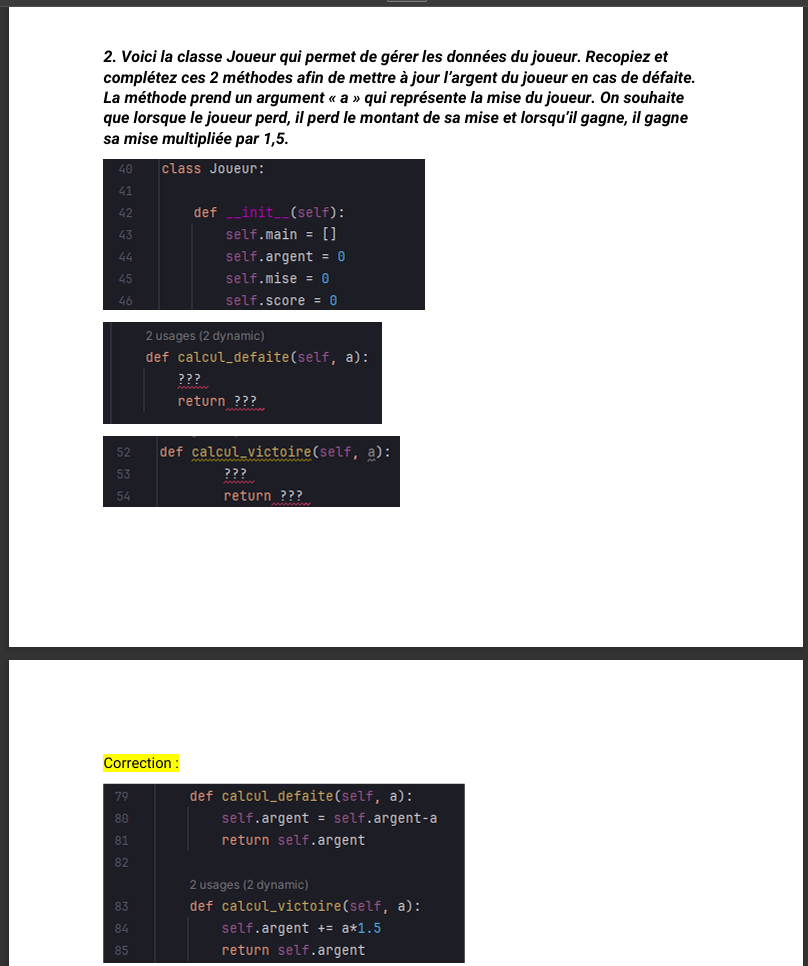 2. Voici la classe Joueur qui permet de gérer les données du joueur. Recopiez et
complétez ces 2 méthodes afin de mettre à jour l’argent du joueur en cas de défaite.
La méthode prend un argument « a » qui représente la mise du joueur. On souhaite
que lorsque le joueur perd, il perd le montant de sa mise et lorsqu’il gagne, il gagne
sa mise multipliée par 1,5.
40 class Joueur:
41
42 def __init__(self):
43 self.main = []
44 self.argent = 0
45 self.mise = 0
46 self.score = 0
2 usages (2 dynamic)
def calcul_defaite(self, a):
???
return ???
52 def calcul_victoire(self, a):
53 ???
54 return ???
Correction :
79 def calcul_defaite(self, a):
80 self.argent = self.argent-a
81 return self.argent
82
2 usages (2 dynamic)
83 def calcul_victoire(self, a):
84 self.argent += a*1.5
85 return self.argent